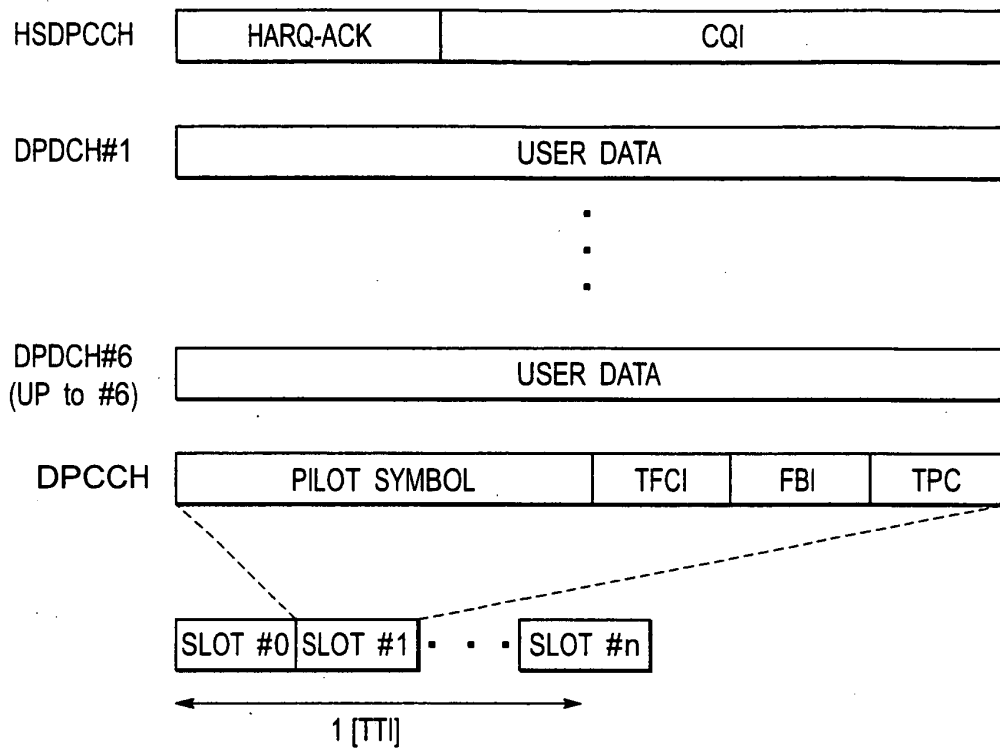 HSDPCCH HARQ-ACK CQI
DPDCH#1 USER DATA
DPDCH#6 USER DATA
(UP to #6)
DPCCH PILOT SYMBOL TFCI FBI TPC
SLOT #0 SLOT #1 SLOT #n
1 [TTI]